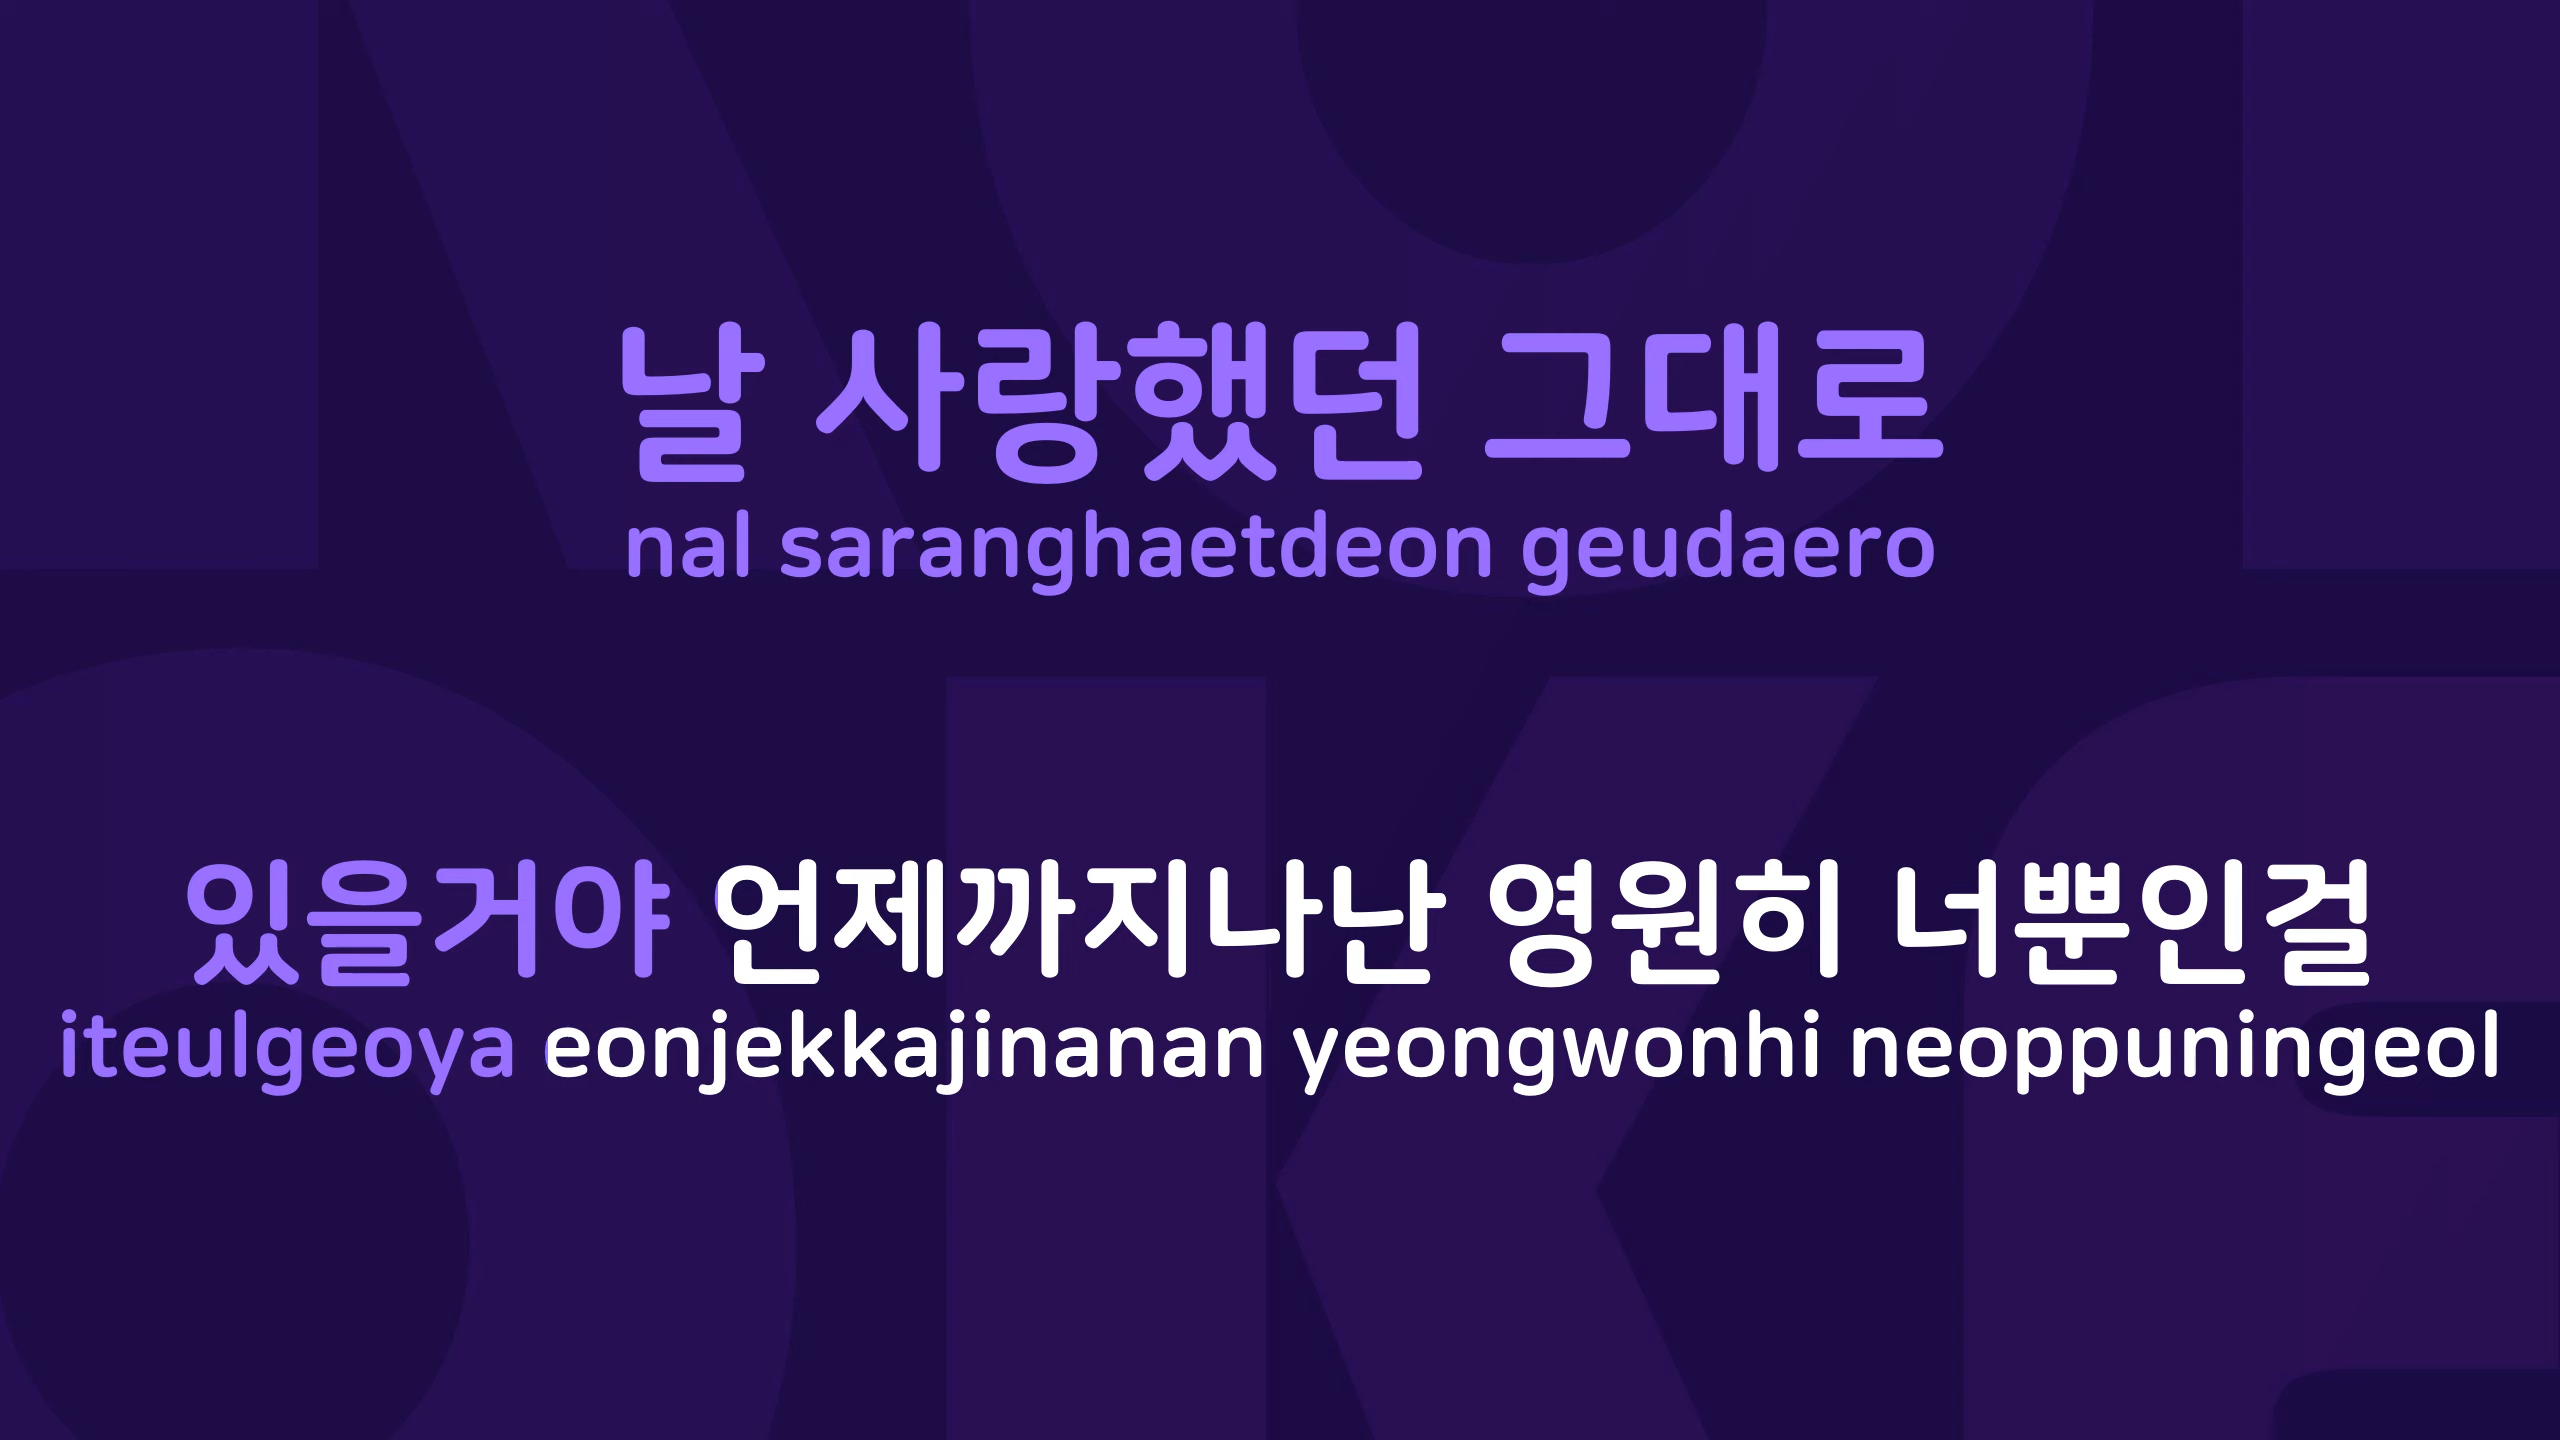 날 사랑했던 그대로
nal saranghaetdeon geudaero
있을거야 언제까지나난 영원히 너뿐인걸
iteulgeoya eonjekkajinanan yeongwonhi neoppuningeol